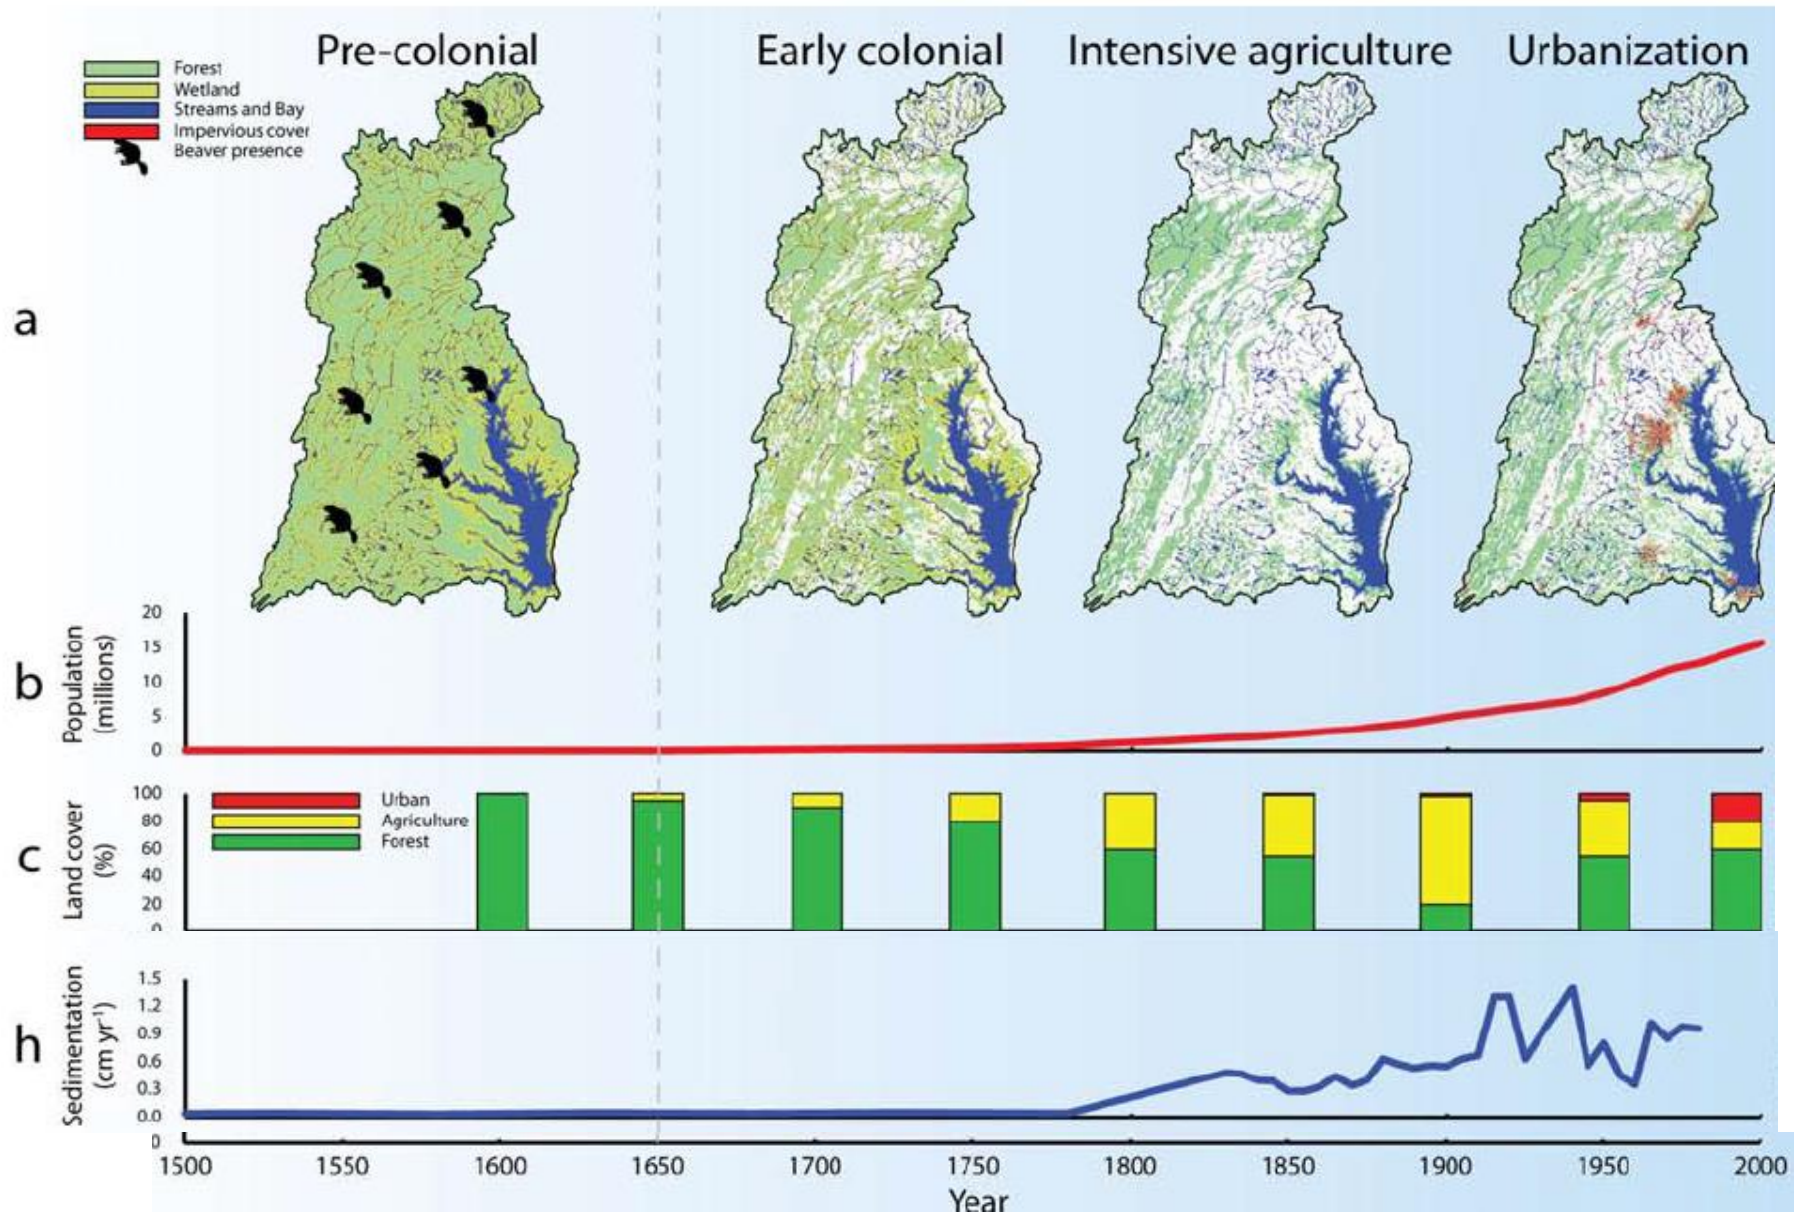 Pre-colonial Early colonial Intensive agriculture Urbanization
Forest
Wetland
Streams and Bay
Impervious cover
Beaver presence
a
b
Population
(millions)
20
15
10
5
0
c
Land cover
(%)
100
80
60
40
20
0
Urban
Agriculture
Forest
h
Sedimentation
(cm yr⁻¹)
1.5
1.2
0.9
0.6
0.3
0.0
0
1500 1550 1600 1650 1700 1750 1800 1850 1900 1950 2000
Year